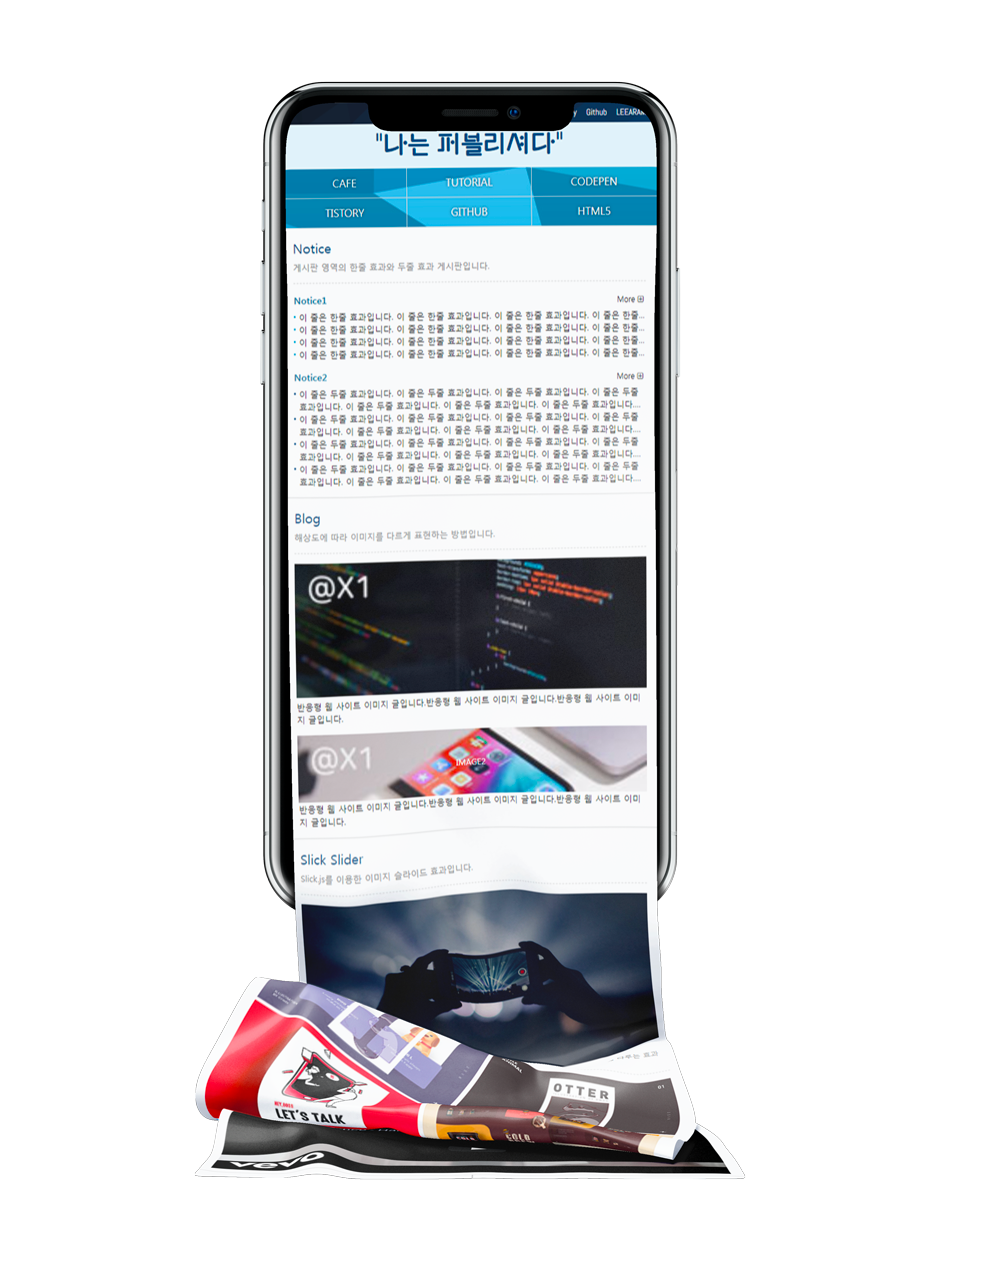 Github LEEARAM
"나는 퍼블리셔다"
CAFE TUTORIAL CODEPEN
TISTORY GITHUB HTML5
Notice
게시판 영역의 한줄 효과와 두줄 효과 게시판입니다.
Notice1 More
• 이 줄은 한줄 효과입니다. 이 줄은 한줄 효과입니다. 이 줄은 한줄 효과입니다. 이 줄은 한줄...
• 이 줄은 한줄 효과입니다. 이 줄은 한줄 효과입니다. 이 줄은 한줄 효과입니다. 이 줄은 한줄...
• 이 줄은 한줄 효과입니다. 이 줄은 한줄 효과입니다. 이 줄은 한줄 효과입니다. 이 줄은 한줄...
• 이 줄은 한줄 효과입니다. 이 줄은 한줄 효과입니다. 이 줄은 한줄 효과입니다. 이 줄은 한줄...
Notice2 More
• 이 줄은 두줄 효과입니다. 이 줄은 두줄 효과입니다. 이 줄은 두줄 효과입니다. 이 줄은 두줄
효과입니다. 이 줄은 두줄 효과입니다. 이 줄은 두줄 효과입니다. 이 줄은 두줄 효과입니다....
• 이 줄은 두줄 효과입니다. 이 줄은 두줄 효과입니다. 이 줄은 두줄 효과입니다. 이 줄은 두줄
효과입니다. 이 줄은 두줄 효과입니다. 이 줄은 두줄 효과입니다. 이 줄은 두줄 효과입니다....
• 이 줄은 두줄 효과입니다. 이 줄은 두줄 효과입니다. 이 줄은 두줄 효과입니다. 이 줄은 두줄
효과입니다. 이 줄은 두줄 효과입니다. 이 줄은 두줄 효과입니다. 이 줄은 두줄 효과입니다....
• 이 줄은 두줄 효과입니다. 이 줄은 두줄 효과입니다. 이 줄은 두줄 효과입니다. 이 줄은 두줄
효과입니다. 이 줄은 두줄 효과입니다. 이 줄은 두줄 효과입니다. 이 줄은 두줄 효과입니다....
Blog
해상도에 따라 이미지를 다르게 표현하는 방법입니다.
@X1
반응형 웹 사이트 이미지 글입니다.반응형 웹 사이트 이미지 글입니다.반응형 웹 사이트 이미
지 글입니다.
@X1
IMAGE2
반응형 웹 사이트 이미지 글입니다.반응형 웹 사이트 이미지 글입니다.반응형 웹 사이트 이미
지 글입니다.
Slick Slider
Slick.js를 이용한 이미지 슬라이드 효과입니다.
효과
OTTER
01
LET'S TALK
COLD
vevo